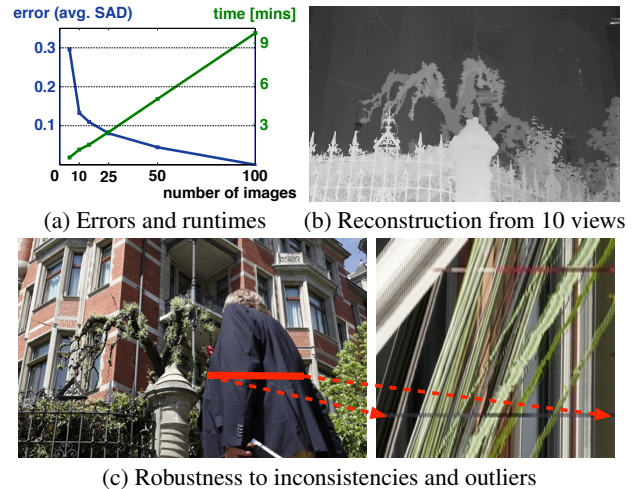 error (avg. SAD) time [mins]
0.3
9
0.2
6
0.1
3
0 10 25 50 100
number of images
(a) Errors and runtimes
(b) Reconstruction from 10 views
(c) Robustness to inconsistencies and outliers